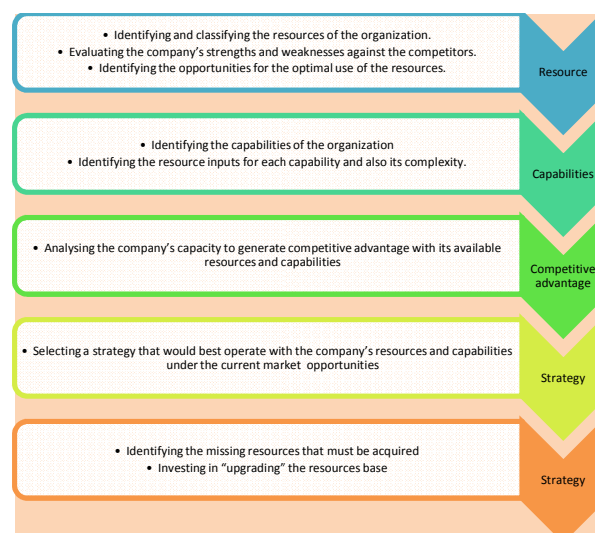 • Identifying and classifying the resources of the organization.
• Evaluating the company's strengths and weaknesses against the competitors.
• Identifying the opportunities for the optimal use of the resources.
Resource
• Identifying the capabilities of the organization
• Identifying the resource inputs for each capability and also its complexity.
Capabilities
• Analysing the company's capacity to generate competitive advantage with its available
resources and capabilities
Competitive
advantage
• Selecting a strategy that would best operate with the company's resources and capabilities
under the current market opportunities
Strategy
• Identifying the missing resources that must be acquired
• Investing in "upgrading" the resources base
Strategy